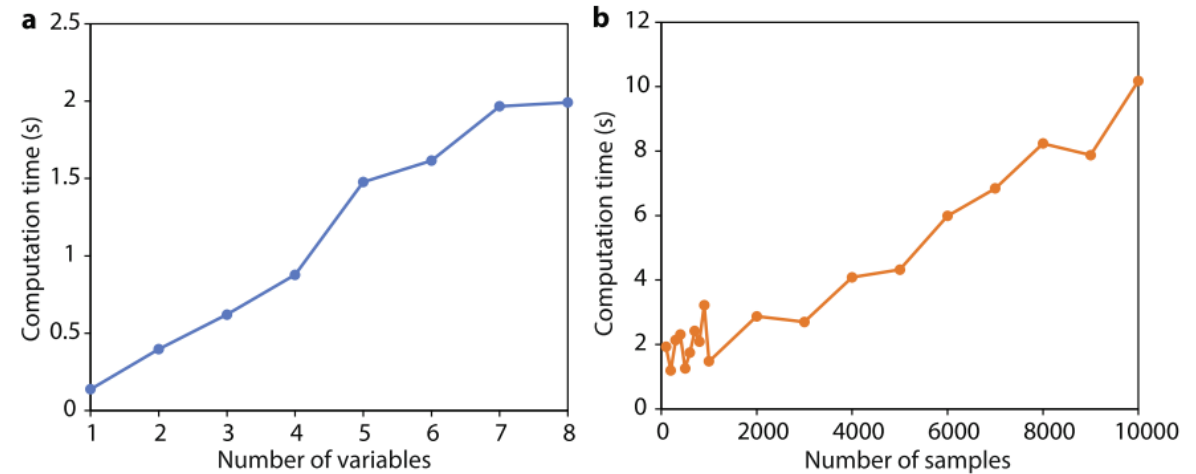 a
2.5
2
1.5
1
0.5
0
Computation time (s)
1 2 3 4 5 6 7 8
Number of variables
b
12
10
8
6
4
2
0
Computation time (s)
0 2000 4000 6000 8000 10000
Number of samples